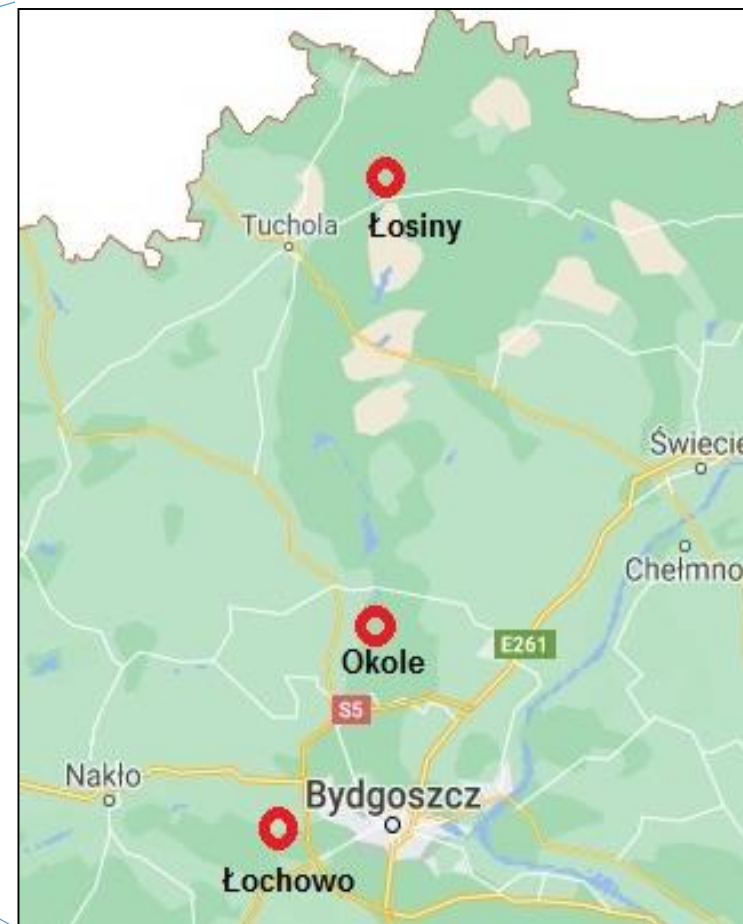 Tuchola
Łosiny
Świecie
Chełmno
E261
Okole
S5
Nakło
Bydgoszcz
Łochowo